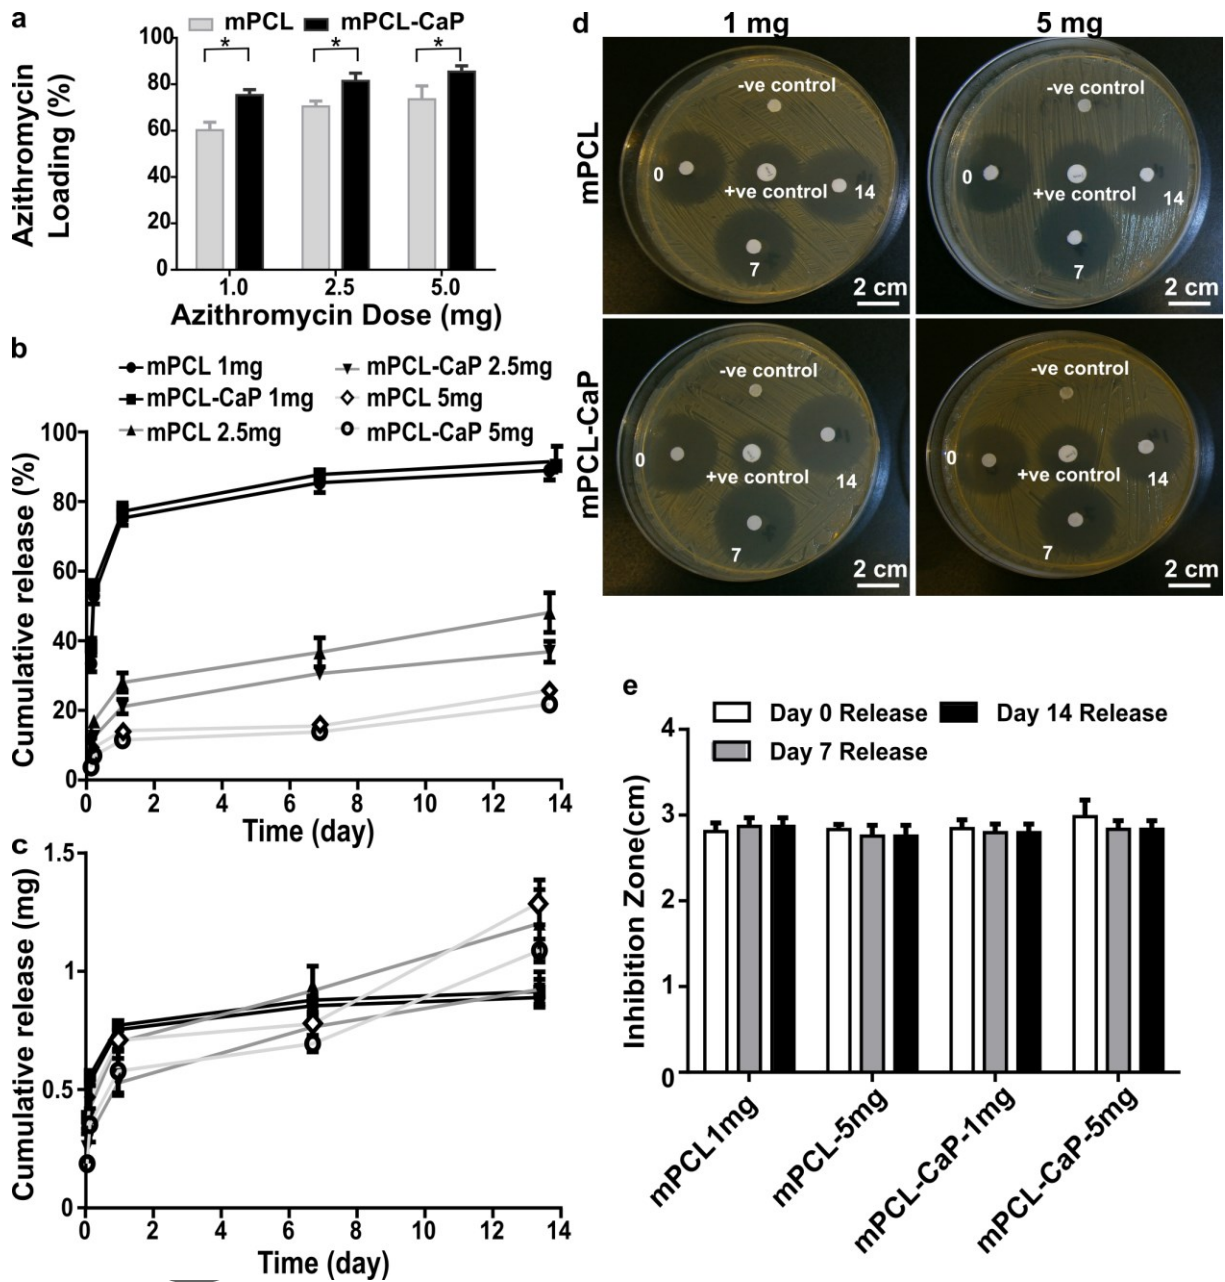 a
mPCL mPCL-CaP
Azithromycin
Loading (%)
100
80
60
40
80
0
* * *
1.0 2.5 5.0
Azithromycin Dose (mg)
b
mPCL 1mg
mPCL-CaP 1mg
mPCL 2.5mg
mPCL-CaP 2.5mg
mPCL 5mg
mPCL-CaP 5mg
Cumulative release (%)
100
80
60
40
20
0
0 2 4 6 8 10 12 14
Time (day)
c
Cumulative release (mg)
1.5
1
0.5
0
0.0 2 4 6 8 10 12 14
Time (day)
d
1 mg 5 mg
mPCL
-ve control
0
+ve control
14
7
2 cm
-ve control
0
+ve control
14
7
2 cm
mPCL-CaP
-ve control
0
+ve control
14
7
2 cm
-ve control
0
+ve control
14
7
2 cm
e
Day 0 Release Day 14 Release
Day 7 Release
Inhibition Zone(cm)
4
3
2
1
0
mPCL1mg
mPCL-5mg
mPCL-CaP-1mg
mPCL-CaP-5mg